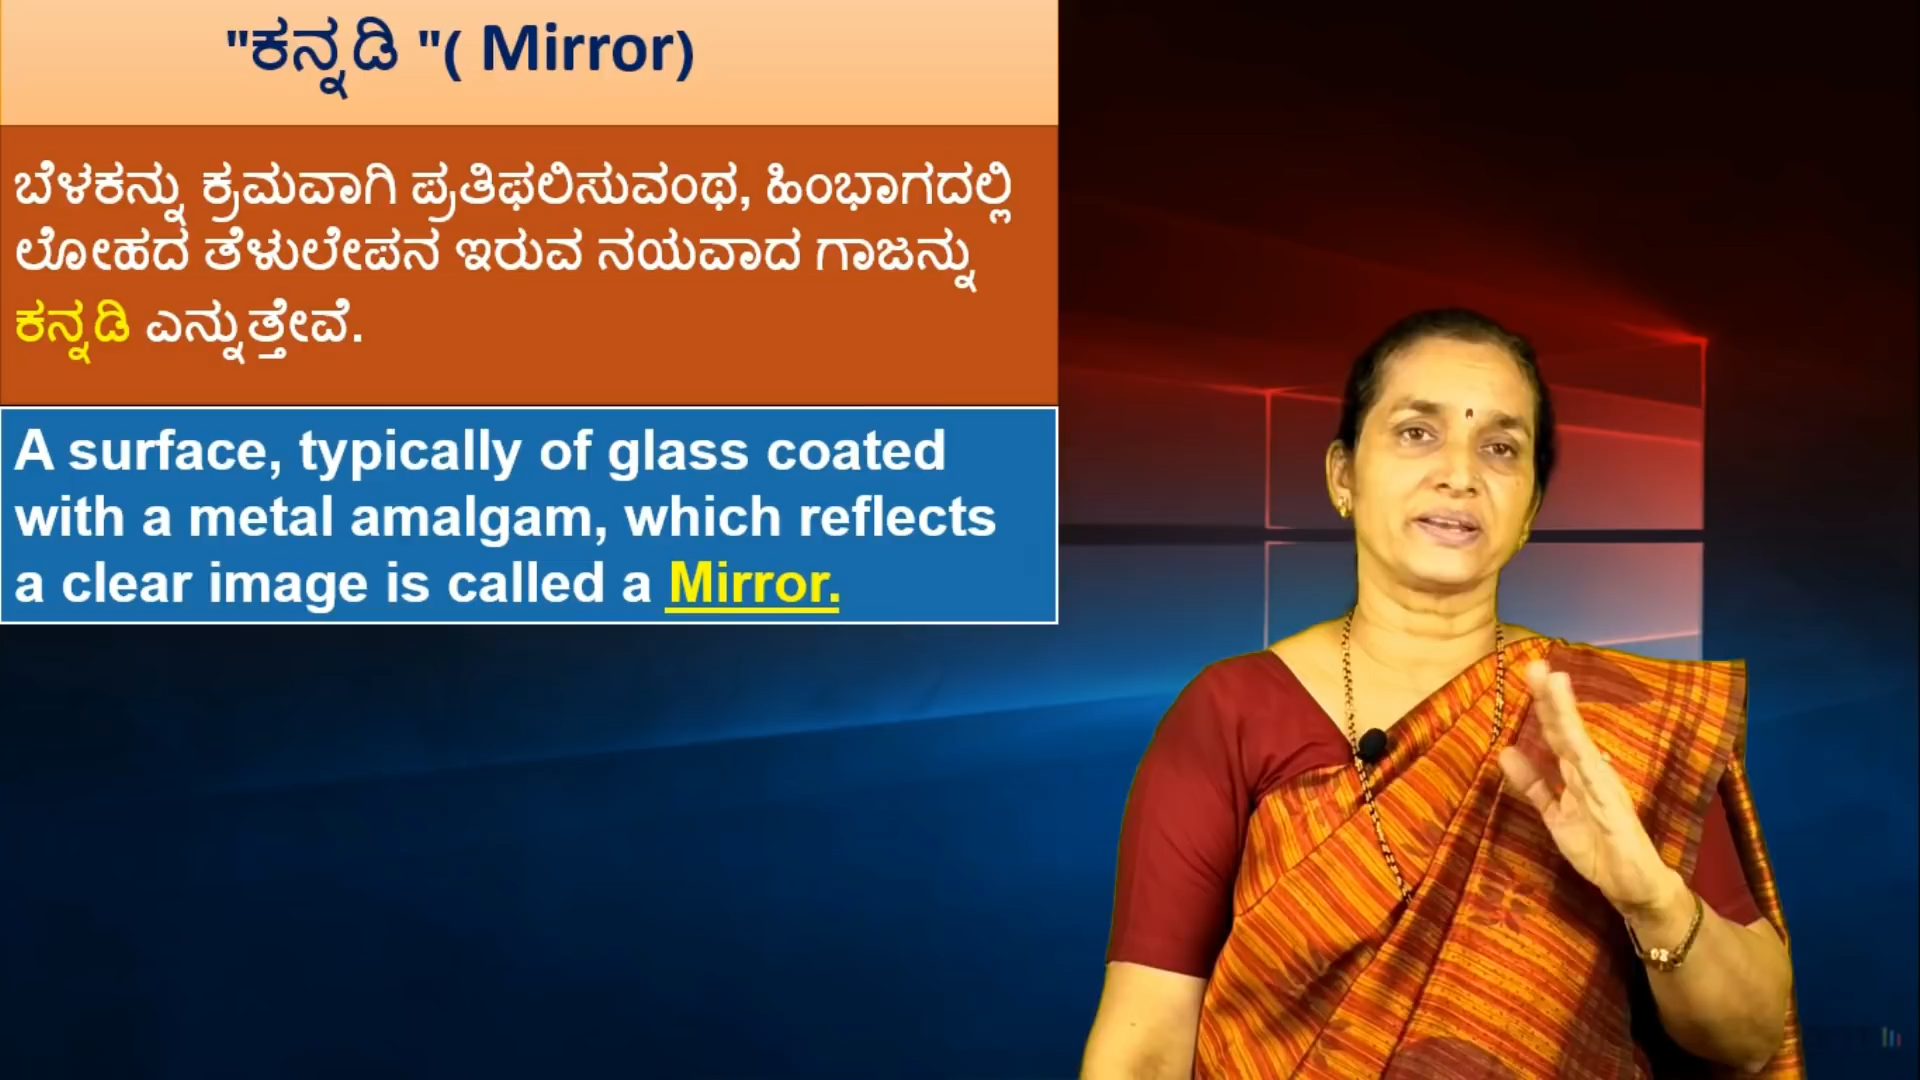 "ಕನ್ನಡಿ "( Mirror)
ಬೆಳಕನ್ನು ಕ್ರಮವಾಗಿ ಪ್ರತಿಫಲಿಸುವಂಥ, ಹಿಂಭಾಗದಲ್ಲಿ
ಲೋಹದ ತೆಳುಲೇಪನ ಇರುವ ನಯವಾದ ಗಾಜನ್ನು
ಕನ್ನಡಿ ಎನ್ನುತ್ತೇವೆ.
A surface, typically of glass coated
with a metal amalgam, which reflects
a clear image is called a Mirror.